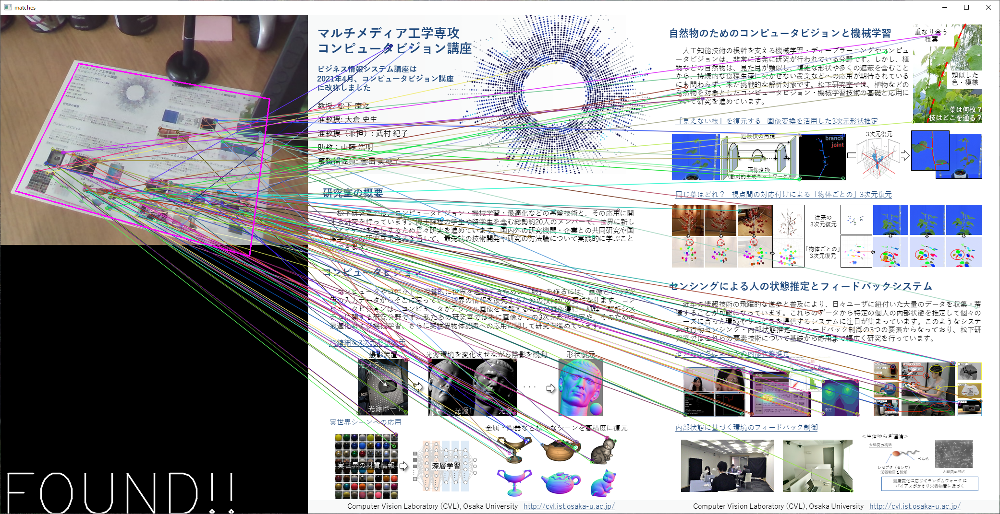 matches
マルチメディア工学専攻
コンピュータビジョン講座
ビジネス情報システム講座は
2021年4月、コンピュータビジョン講座
に改称しました
教授: 松下 康之
准教授: 大倉 史生
准教授（兼担）: 武村 紀子
助教: 山藤 浩明
事務補佐員: 金田 美穂子
研究室の概要
松下研究室では、コンピュータビジョン・機械学習・最適化などの基盤技術と、その応用に関
する研究を行っています。博士課程の学生や留学生を含む総勢約20人のメンバーで、世界に新し
いアイデアを発信するため日々研究を進めています。国内外の研究機関・企業との共同研究や国
際学会への研究成果発表を通して、最先端の技術開発や研究の方法論について実践的に学ぶこと
ができます。
コンピュータビジョン
コンピュータやロボットが視覚的に世界を理解するための「眼」を作るには、画像という2次
元の入力データからそこに写っている世界の情報を復元するための技術が必要になります。コン
ピュータビジョンは、コンピュータがデジタル画像を理解するための画像獲得・処理・解析シス
テムに関する研究分野です。私たちの研究室では主に画像からの3次元形状推定や、そのための
最適化および機械学習、さらに実世界物体認識への応用に関して研究を進めています。
高精細な3次元形状復元
撮影装置
光源環境を変化させながら陰影を観測
形状復元
カメラ
光源ボード
光源1
光源2
・・・
実世界シーンへの応用
金属・陶器など様々なシーンを高精度に復元
実世界の材質情報
深層学習
Computer Vision Laboratory (CVL), Osaka University http://cvl.ist.osaka-u.ac.jp/
自然物のためのコンピュータビジョンと機械学習
人工知能技術の根幹を支える機械学習・ディープラーニングやコンピュ
ータビジョンは、非常に活発に研究が行われている分野です。しかし、植
物などの自然物は、見た目が類似し、複雑な形状や多くの遮蔽を含むこと
から、持続的な食糧生産に欠かせない農業などへの応用が期待されている
にも関わらず、未だ挑戦的な解析対象です。松下研究室では、植物などの
自然物を対象としたコンピュータビジョン・機械学習技術の基礎と応用に
ついて研究を進めています。
重なり合う
枝葉
類似した
色・模様
葉は何枚？
枝はどこを通る？
「見えない枝」を復元する　画像変換を活用した3次元形状推定
遮蔽枝の再現
画像変換
（敵対的生成ネットワーク）
branch
joint
3次元復元
同じ葉はどれ？　視点間の対応付けによる「物体ごとの」3次元復元
従来の
3次元復元
「物体ごとの」
3次元復元
センシングによる人の状態推定とフィードバックシステム
近年の情報技術の飛躍的な進歩と普及により、日々ユーザに紐付いた大量のデータを収集・蓄
積することが可能になっています。これらのデータから特定の個人の内部状態を推定して個々の
ニーズに合った環境やサービスを提供するシステムに注目が集まっています。このようなシステ
ムは行動センシング・内部状態推定・フィードバック制御の3つの要素からなっており、松下研
究室ではこれらの要素技術について基礎から応用まで幅広く研究を行っています。
センシングによる人の内部状態推定
座圧
内部状態に基づく環境のフィードバック制御
＜生体ゆらぎ理論＞
大腸菌の構造
べん毛
レセプタ（センサ）
栄養物質を検知
大腸菌の動き
濃度変化に応じてランダムウォークに
バイアスがかかり栄養物質に近づく
Computer Vision Laboratory (CVL), Osaka University http://cvl.ist.osaka-u.ac.jp/
FOUND!!